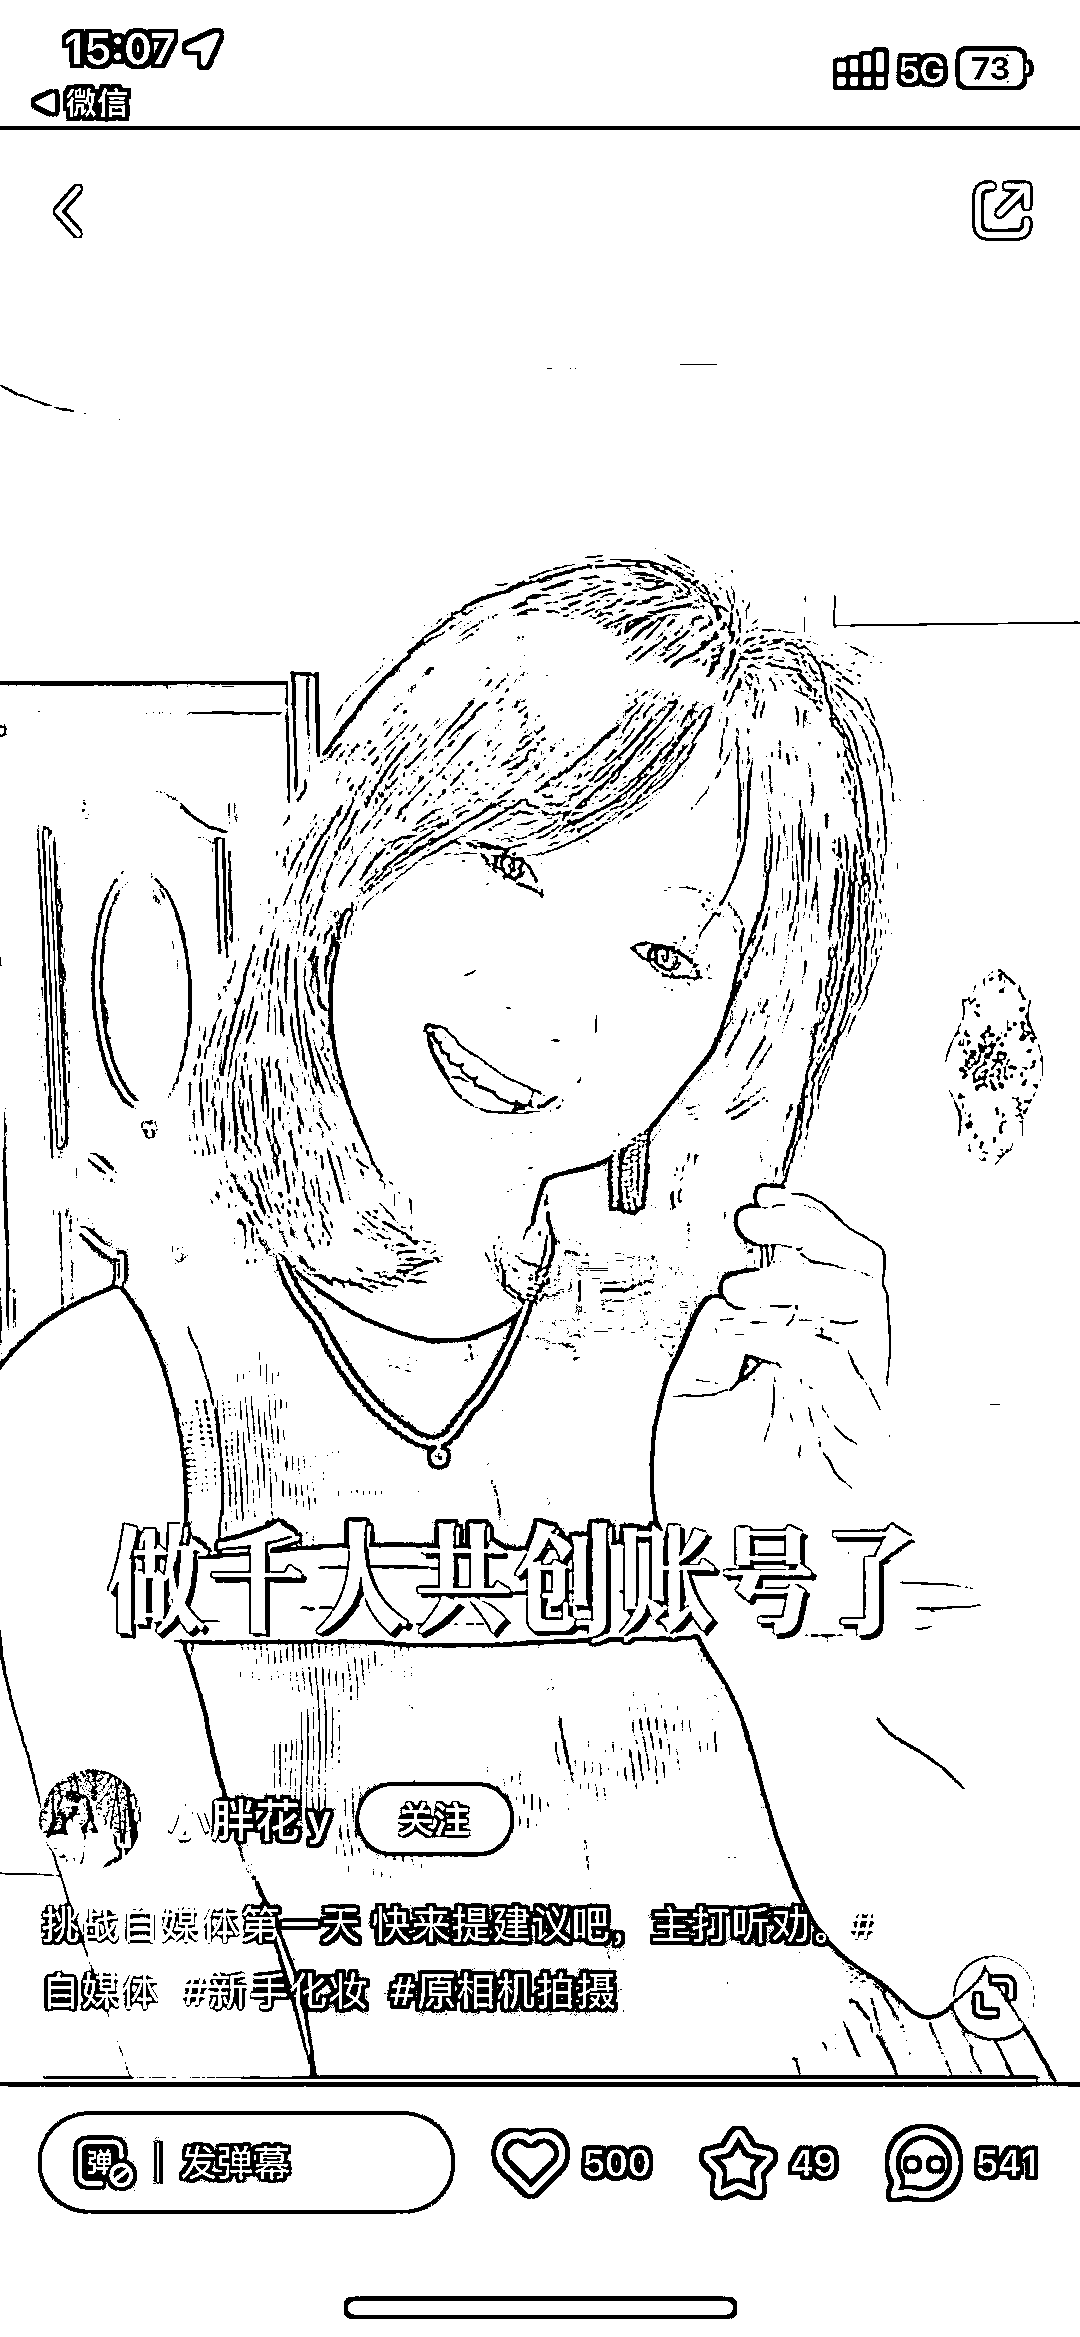 15:07
5G 73
微信
做千人共创账号了
小胖花y 关注
挑战自媒体第一天 快来提建议吧，主打听劝。#
自媒体 #新手化妆 #原相机拍摄
弹 发弹幕 500 49 541